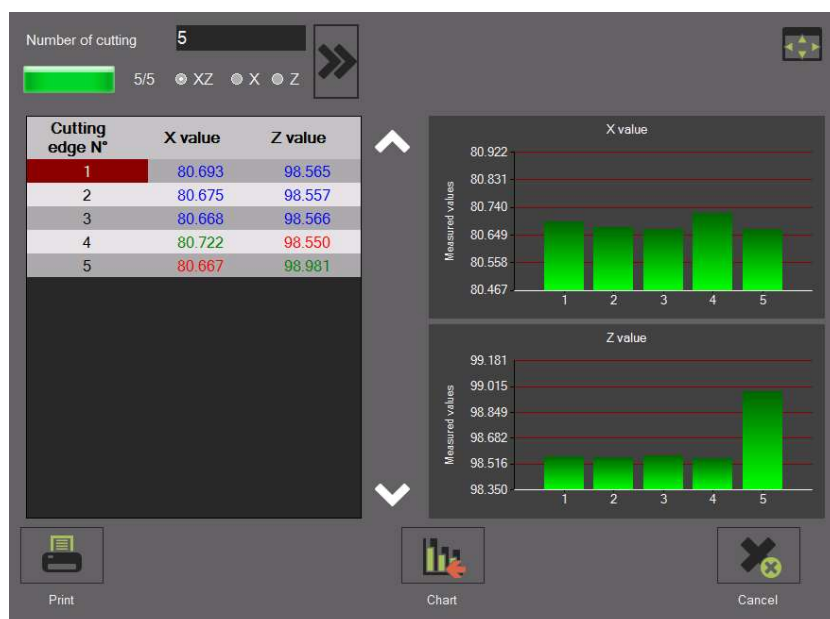 Number of cutting 5
5/5 XZ X Z
Cutting edge N° X value Z value
1 80.693 98.565
2 80.675 98.557
3 80.668 98.566
4 80.722 98.550
5 80.667 98.981
X value
Measured values
80.922
80.831
80.740
80.649
80.558
80.467
1 2 3 4 5
Z value
Measured values
99.181
99.015
98.849
98.682
98.516
98.350
1 2 3 4 5
Print
Chart
Cancel